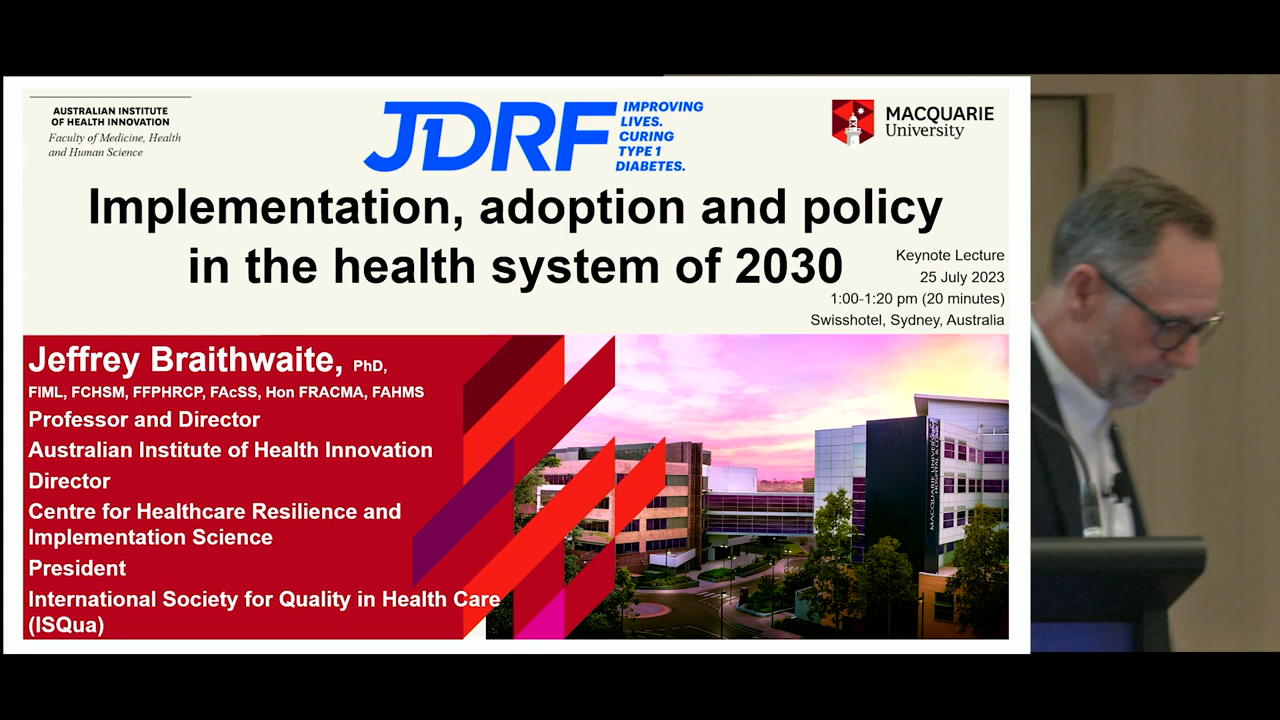 AUSTRALIAN INSTITUTE
OF HEALTH INNOVATION
Faculty of Medicine, Health
and Human Science
JDRF
IMPROVING
LIVES.
CURING
TYPE 1
DIABETES.
MACQUARIE
University
Implementation, adoption and policy
in the health system of 2030
Keynote Lecture
25 July 2023
1:00-1:20 pm (20 minutes)
Swisshotel, Sydney, Australia
Jeffrey Braithwaite, PhD,
FIML, FCHSM, FFPHRCP, FAcSS, Hon FRACMA, FAHMS
Professor and Director
Australian Institute of Health Innovation
Director
Centre for Healthcare Resilience and
Implementation Science
President
International Society for Quality in Health Care
(ISQua)
MACQUARIE UNIVERSITY
HOSPITAL & CLINIC